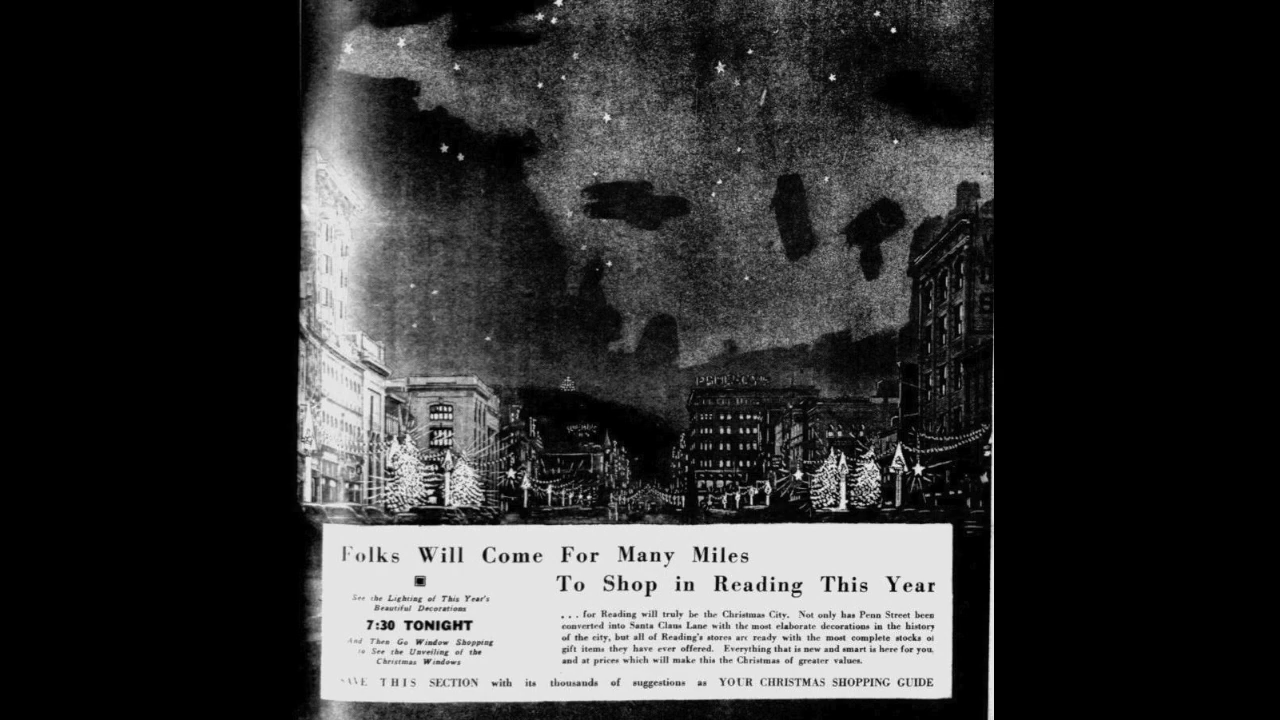 POMEROY'S
Folks Will Come For Many Miles
To Shop in Reading This Year
See the Lighting of This Year's
Beautiful Decorations
7:30 TONIGHT
And Then Go Window Shopping
to See the Unveiling of the
Christmas Windows
. . . for Reading will truly be the Christmas City. Not only has Penn Street been
converted into Santa Claus Lane with the most elaborate decorations in the history
of the city, but all of Reading's stores are ready with the most complete stocks of
gift items they have ever offered. Everything that is new and smart is here for you,
and at prices which will make this the Christmas of greater values.
SAVE THIS SECTION with its thousands of suggestions as YOUR CHRISTMAS SHOPPING GUIDE